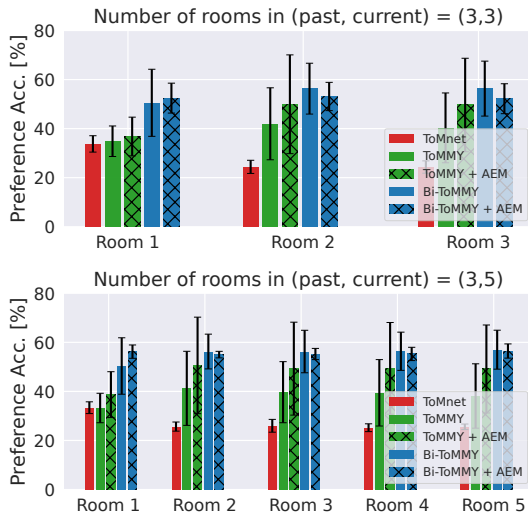 Number of rooms in (past, current) = (3,3)
Preference Acc. [%]
80
60
40
20
0
ToMnet
ToMMY
ToMMY + AEM
Bi-ToMMY
Bi-ToMMY + AEM
Room 1
Room 2
Room 3
Number of rooms in (past, current) = (3,5)
Preference Acc. [%]
80
60
40
20
0
ToMnet
ToMMY
ToMMY + AEM
Bi-ToMMY
Bi-ToMMY + AEM
Room 1
Room 2
Room 3
Room 4
Room 5